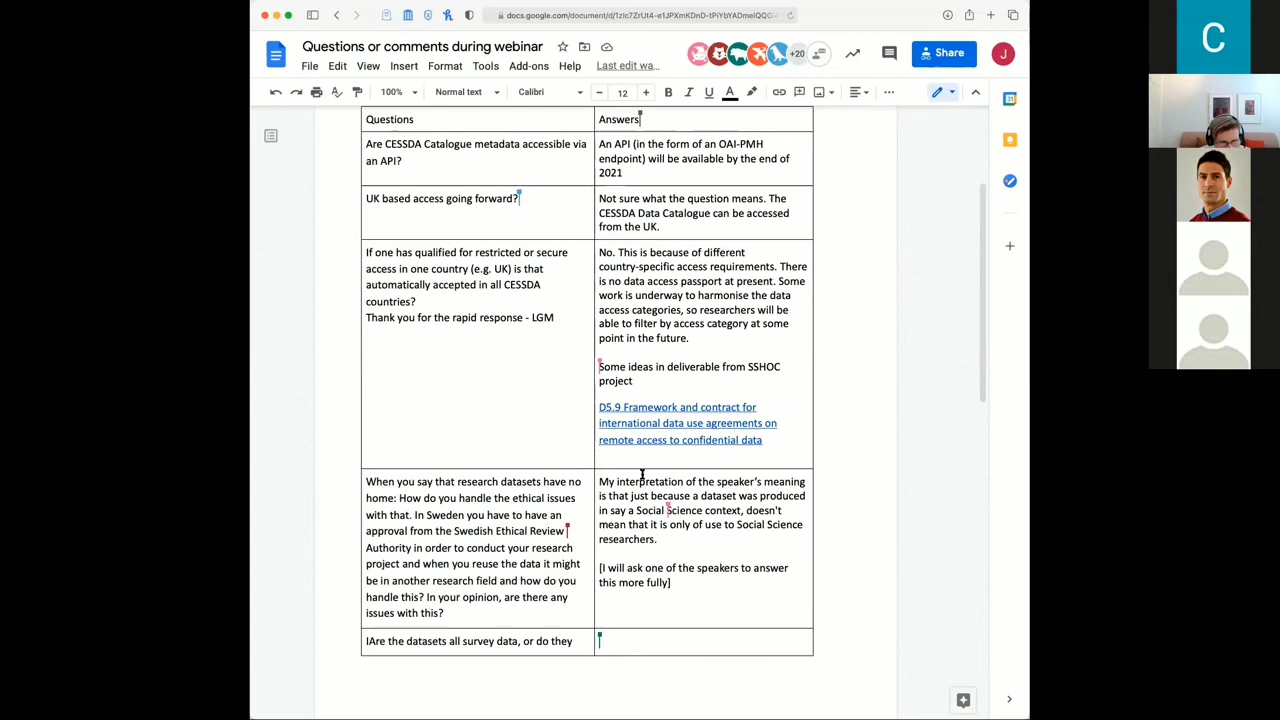 docs.google.com/document/d/1zIc7ZrUt4-e1JPXmKDnD-tPiYbYADmeIQQG
Questions or comments during webinar
+20
Share
J
File Edit View Insert Format Tools Add-ons Help Last edit wa...
100% Normal text Calibri 12 B I U A
Questions
Answers
Are CESSDA Catalogue metadata accessible via
an API?
An API (in the form of an OAI-PMH
endpoint) will be available by the end of
2021
UK based access going forward?
Not sure what the question means. The
CESSDA Data Catalogue can be accessed
from the UK.
If one has qualified for restricted or secure
access in one country (e.g. UK) is that
automatically accepted in all CESSDA
countries?
Thank you for the rapid response - LGM
No. This is because of different
country-specific access requirements. There
is no data access passport at present. Some
work is underway to harmonise the data
access categories, so researchers will be
able to filter by access category at some
point in the future.
Some ideas in deliverable from SSHOC
project
D5.9 Framework and contract for
international data use agreements on
remote access to confidential data
When you say that research datasets have no
home: How do you handle the ethical issues
with that. In Sweden you have to have an
approval from the Swedish Ethical Review
Authority in order to conduct your research
project and when you reuse the data it might
be in another research field and how do you
handle this? In your opinion, are there any
issues with this?
My interpretation of the speaker's meaning
is that just because a dataset was produced
in say a Social Science context, doesn't
mean that it is only of use to Social Science
researchers.
[I will ask one of the speakers to answer
this more fully]
IAre the datasets all survey data, or do they
C